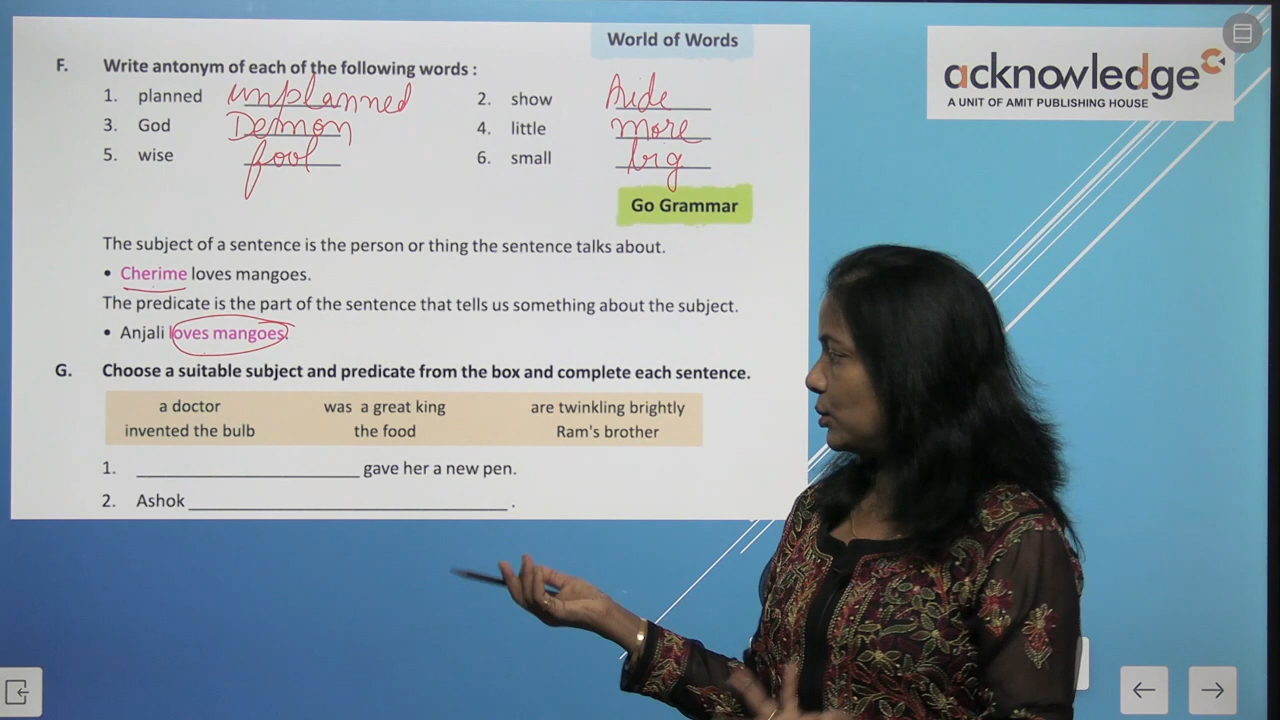 World of Words
acknowledge
A UNIT OF AMIT PUBLISHING HOUSE
F. Write antonym of each of the following words :
1. planned unplanned 2. show hide
3. God Demon 4. little more
5. wise fool 6. small big
Go Grammar
The subject of a sentence is the person or thing the sentence talks about.
• Cherime loves mangoes.
The predicate is the part of the sentence that tells us something about the subject.
• Anjali loves mangoes.
G. Choose a suitable subject and predicate from the box and complete each sentence.
a doctor was a great king are twinkling brightly
invented the bulb the food Ram's brother
1. ____________________ gave her a new pen.
2. Ashok ____________________ .